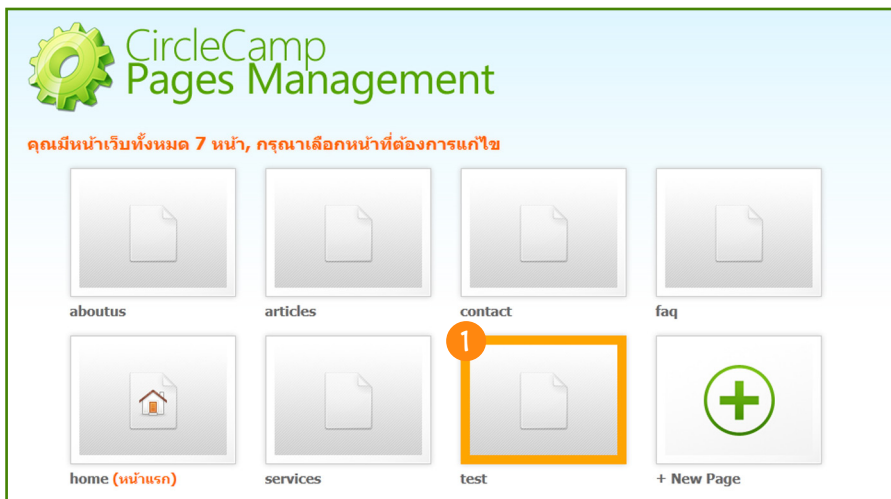 CircleCamp
Pages Management
คุณมีหน้าเว็บทั้งหมด 7 หน้า, กรุณาเลือกหน้าที่ต้องการแก้ไข
aboutus
articles
contact
faq
1
home (หน้าแรก)
services
test
+ New Page